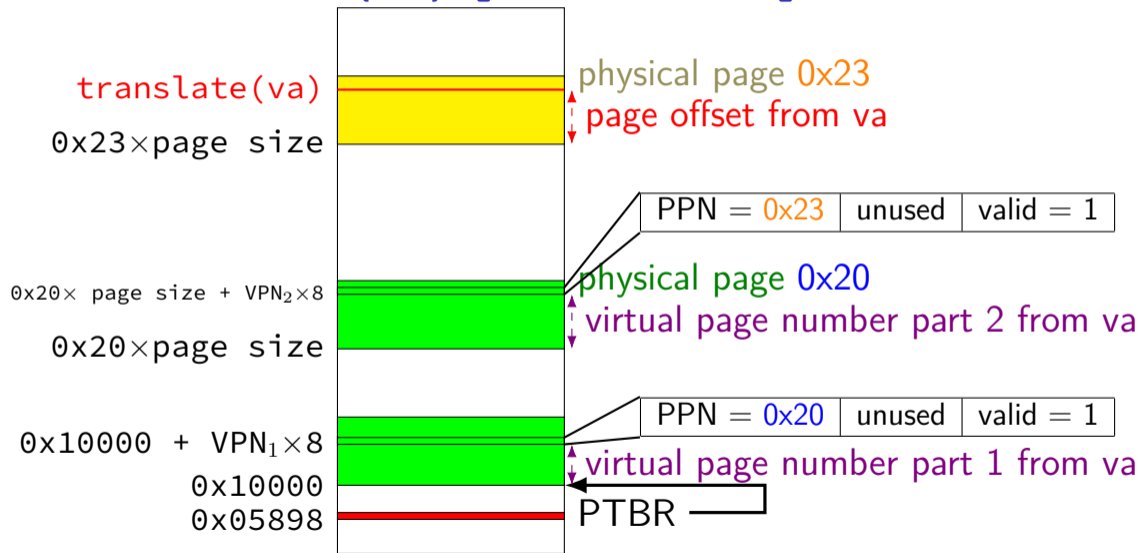 translate(va)
physical page 0x23
page offset from va
0x23×page size
PPN = 0x23 unused valid = 1
0x20× page size + VPN₂×8
physical page 0x20
virtual page number part 2 from va
0x20×page size
PPN = 0x20 unused valid = 1
0x10000 + VPN₁×8
virtual page number part 1 from va
0x10000
PTBR
0x05898